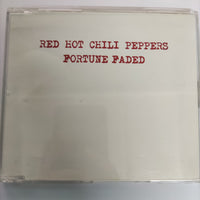 RED HOT CHILI PEPPERS
FORTUNE FADED